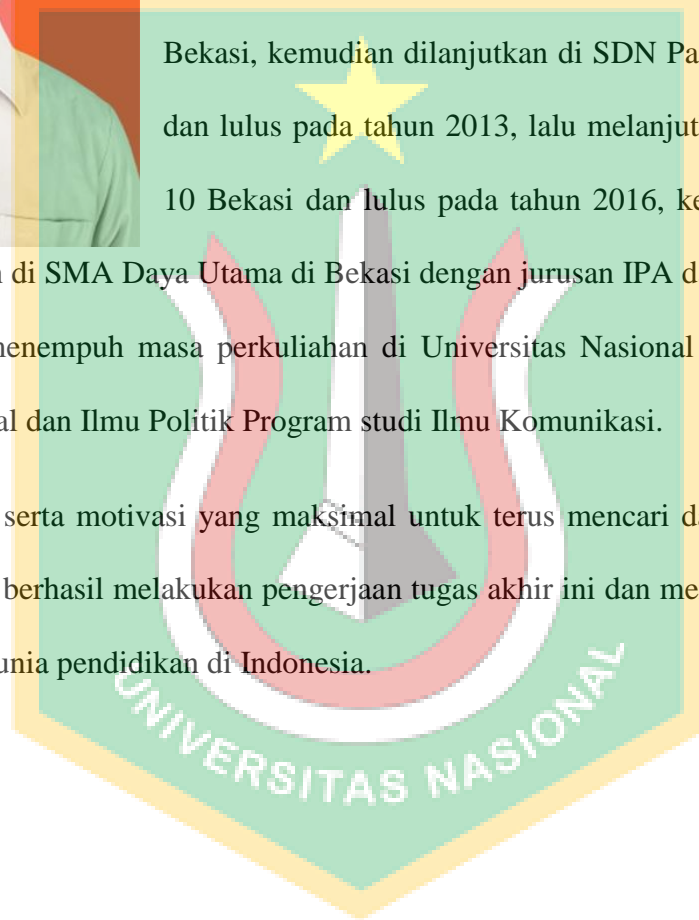 Bekasi, kemudian dilanjutkan di SDN Pa
dan lulus pada tahun 2013, lalu melanjut
10 Bekasi dan lulus pada tahun 2016, ke
di SMA Daya Utama di Bekasi dengan jurusan IPA d
menempuh masa perkuliahan di Universitas Nasional
al dan Ilmu Politik Program studi Ilmu Komunikasi.
serta motivasi yang maksimal untuk terus mencari da
berhasil melakukan pengerjaan tugas akhir ini dan me
unia pendidikan di Indonesia.
UNIVERSITAS NASIONAL